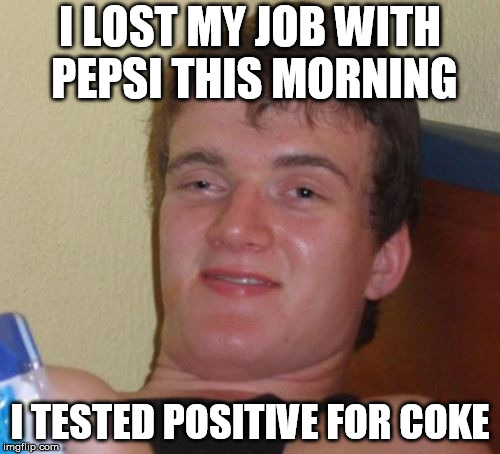 I LOST MY JOB WITH
PEPSI THIS MORNING
I TESTED POSITIVE FOR COKE
imgflip.com